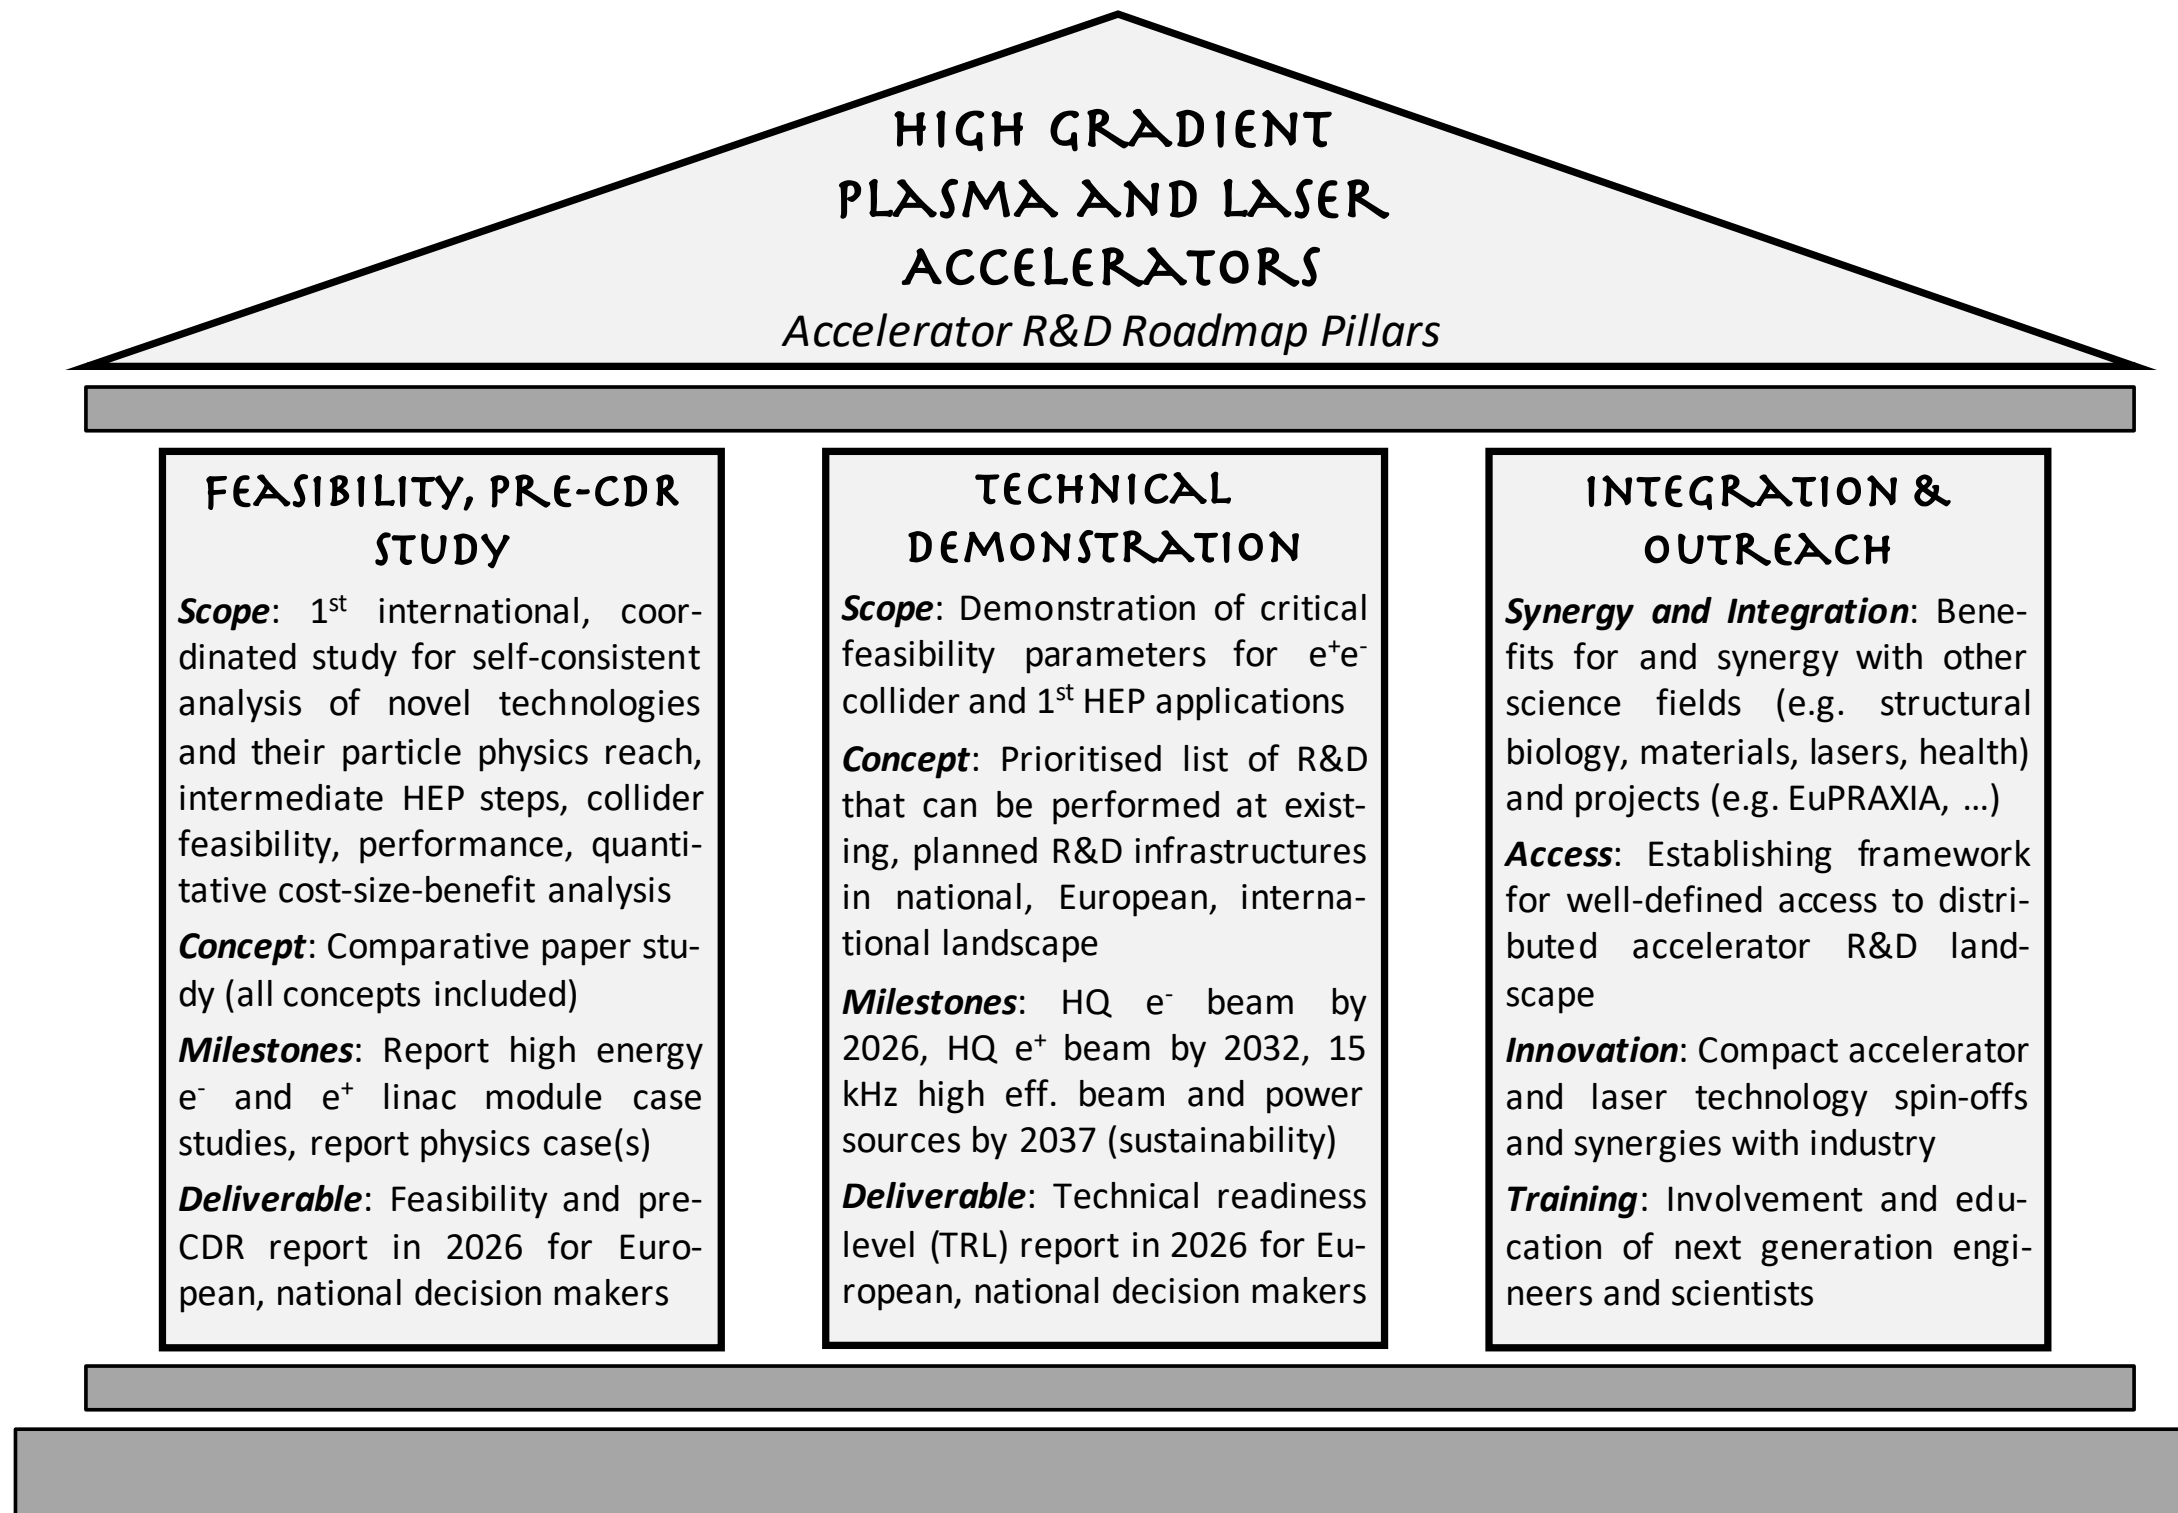 HIGH GRADIENT
PLASMA AND LASER
ACCELERATORS
Accelerator R&D Roadmap Pillars
FEASIBILITY, PRE-CDR
STUDY
Scope: 1st international, coor-
dinated study for self-consistent
analysis of novel technologies
and their particle physics reach,
intermediate HEP steps, collider
feasibility, performance, quanti-
tative cost-size-benefit analysis
Concept: Comparative paper stu-
dy (all concepts included)
Milestones: Report high energy
e- and e+ linac module case
studies, report physics case(s)
Deliverable: Feasibility and pre-
CDR report in 2026 for Euro-
pean, national decision makers
TECHNICAL
DEMONSTRATION
Scope: Demonstration of critical
feasibility parameters for e+e-
collider and 1st HEP applications
Concept: Prioritised list of R&D
that can be performed at exist-
ing, planned R&D infrastructures
in national, European, interna-
tional landscape
Milestones: HQ e- beam by
2026, HQ e+ beam by 2032, 15
kHz high eff. beam and power
sources by 2037 (sustainability)
Deliverable: Technical readiness
level (TRL) report in 2026 for Eu-
ropean, national decision makers
INTEGRATION &
OUTREACH
Synergy and Integration: Bene-
fits for and synergy with other
science fields (e.g. structural
biology, materials, lasers, health)
and projects (e.g. EuPRAXIA, …)
Access: Establishing framework
for well-defined access to distri-
buted accelerator R&D land-
scape
Innovation: Compact accelerator
and laser technology spin-offs
and synergies with industry
Training: Involvement and edu-
cation of next generation engi-
neers and scientists